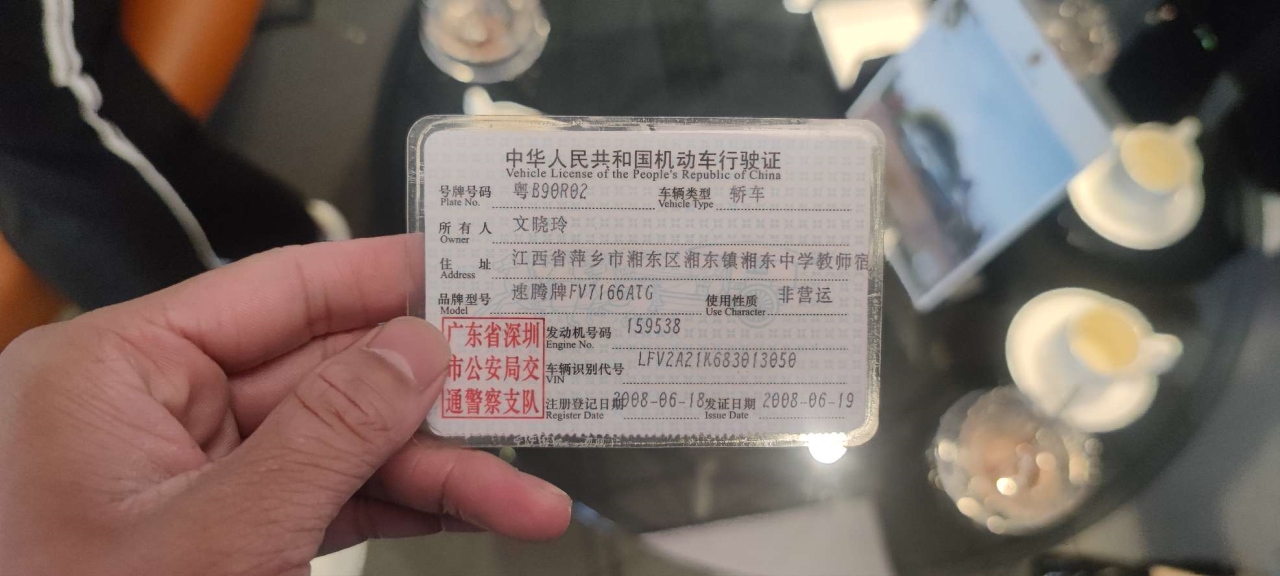 中华人民共和国机动车行驶证
Vehicle License of the People's Republic of China
号牌号码 粤B90R02 车辆类型 轿车
Plate No. Vehicle Type
所有人 文晓玲
Owner
住址 江西省萍乡市湘东区湘东镇湘东中学教师宿
Address
品牌型号 速腾牌FV7166ATG 使用性质 非营运
Model Use Character
广东省深圳
市公安局交
通警察支队
发动机号码 159538
Engine No.
车辆识别代号 LFV2A21K683013050
VIN
注册登记日期 2008-06-18 发证日期 2008-06-19
Register Date Issue Date